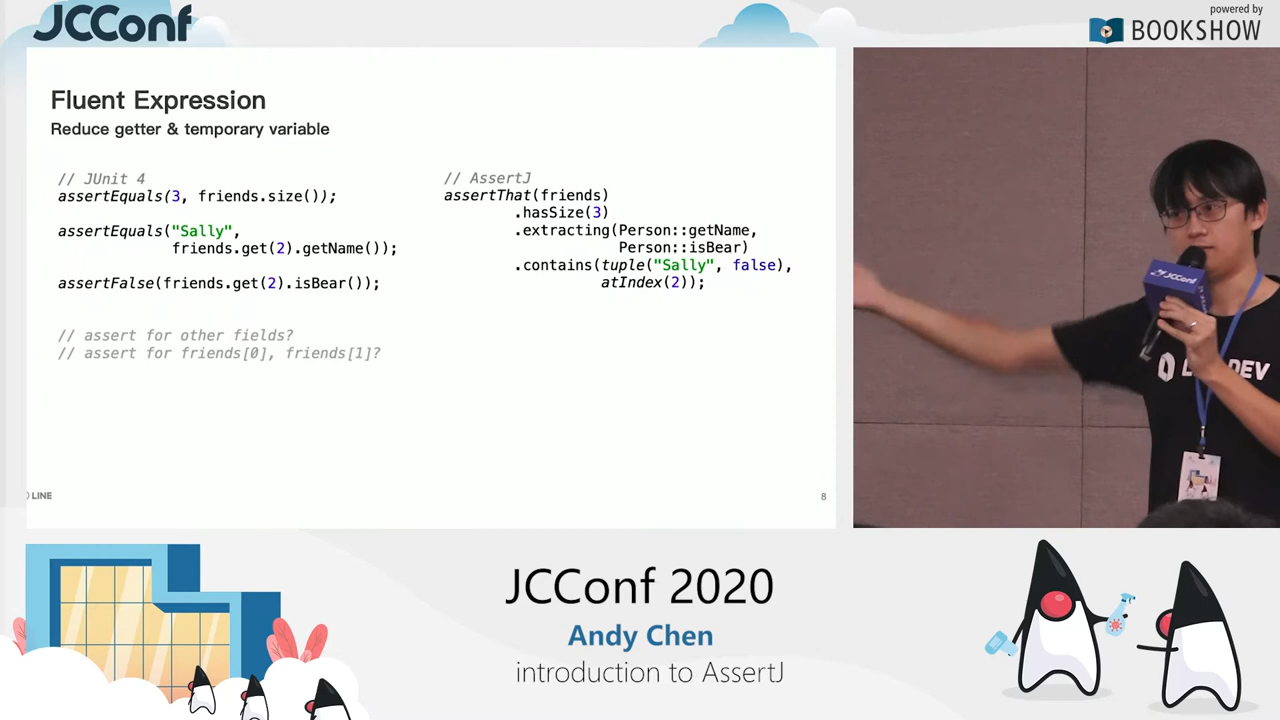 JCConf
powered by
BOOKSHOW
Fluent Expression
Reduce getter & temporary variable
// JUnit 4
assertEquals(3, friends.size());
assertEquals("Sally",
friends.get(2).getName());
assertFalse(friends.get(2).isBear());
// assert for other fields?
// assert for friends[0], friends[1]?
// AssertJ
assertThat(friends)
.hasSize(3)
.extracting(Person::getName,
Person::isBear)
.contains(tuple("Sally", false),
atIndex(2));
LINE
8
JCConf
DEV
JCConf 2020
Andy Chen
introduction to AssertJ